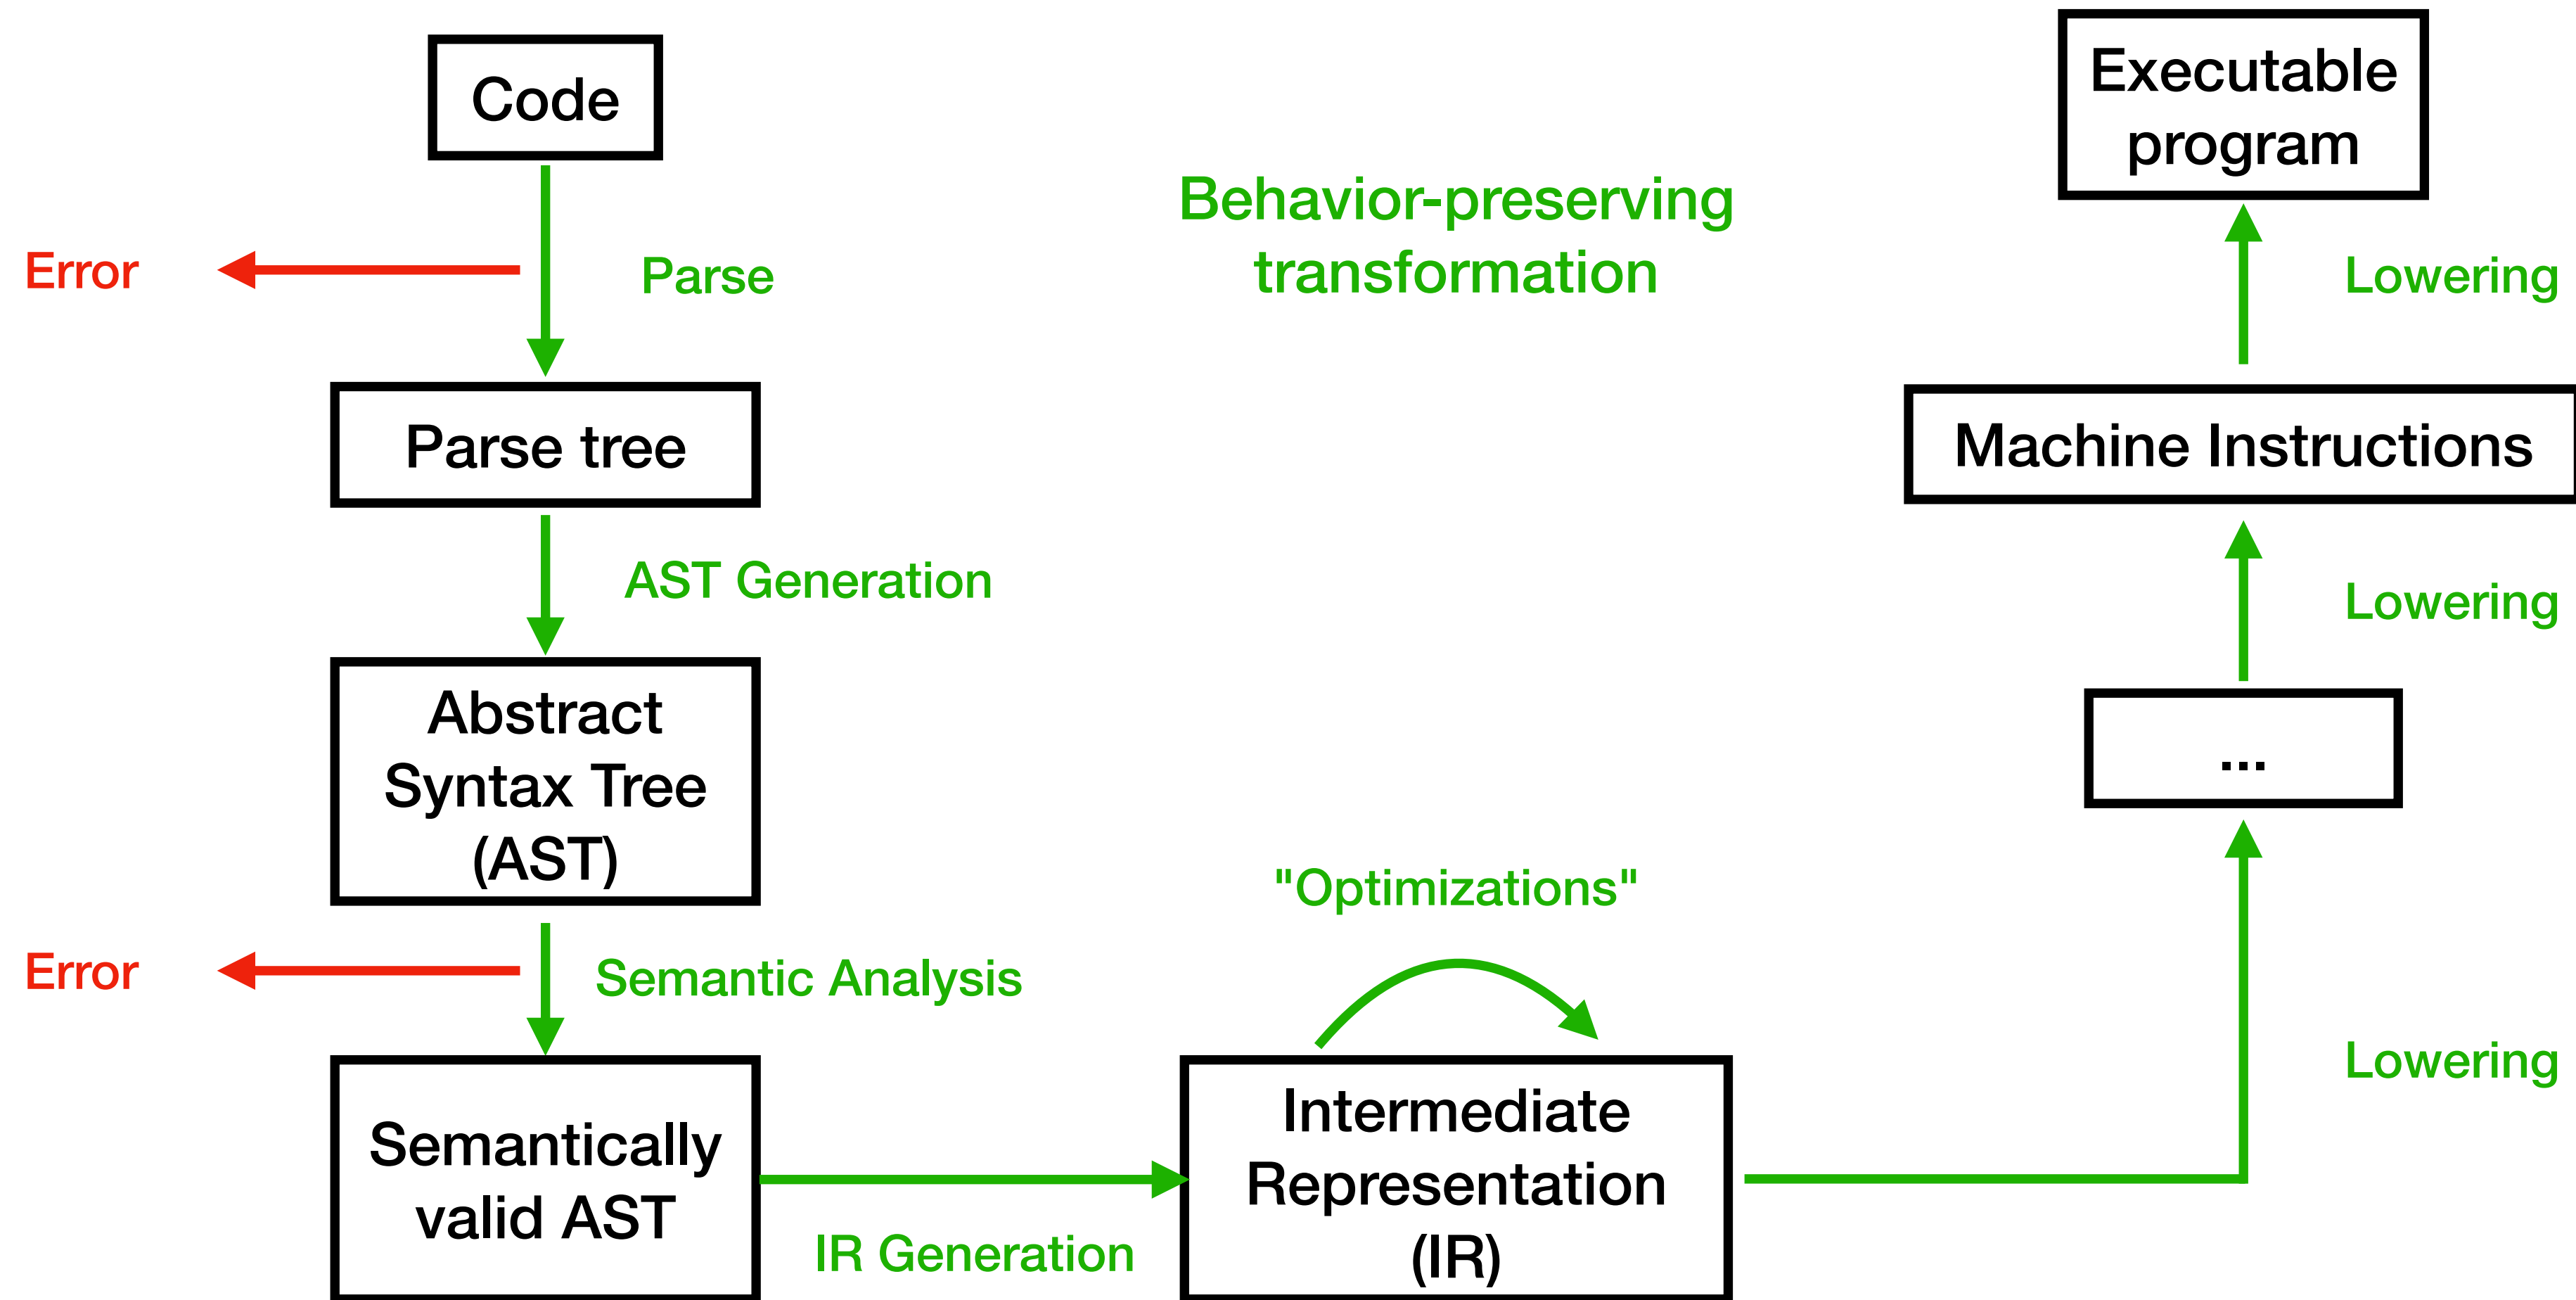 Code
Error
Parse
Parse tree
AST Generation
Abstract
Syntax Tree
(AST)
Error
Semantic Analysis
Semantically
valid AST
IR Generation
Behavior-preserving
transformation
"Optimizations"
Intermediate
Representation
(IR)
Lowering
...
Lowering
Machine Instructions
Lowering
Executable
program